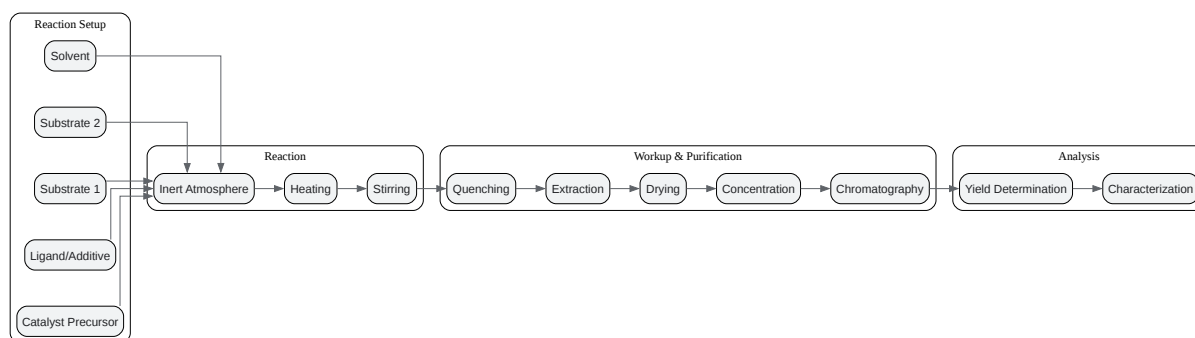 Reaction Setup
Solvent
Substrate 2
Substrate 1
Ligand/Additive
Catalyst Precursor
Reaction
Inert Atmosphere
Heating
Stirring
Workup & Purification
Quenching
Extraction
Drying
Concentration
Chromatography
Analysis
Yield Determination
Characterization